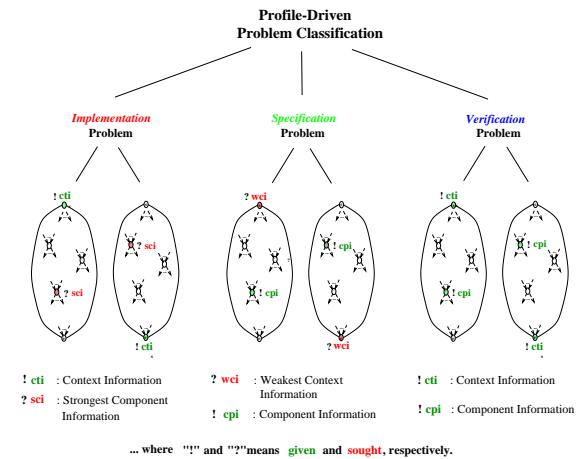 Profile-Driven
Problem Classification
Implementation
Problem
Specification
Problem
Verification
Problem
! cti
? wci
! cti
? sci
! cpi
! cpi
? sci
! cpi
! cpi
! cti
? wci
! cti
! cti : Context Information
? sci : Strongest Component
Information
? wci : Weakest Context
Information
! cpi : Component Information
! cti : Context Information
! cpi : Component Information
... where "!" and "?"means given and sought, respectively.